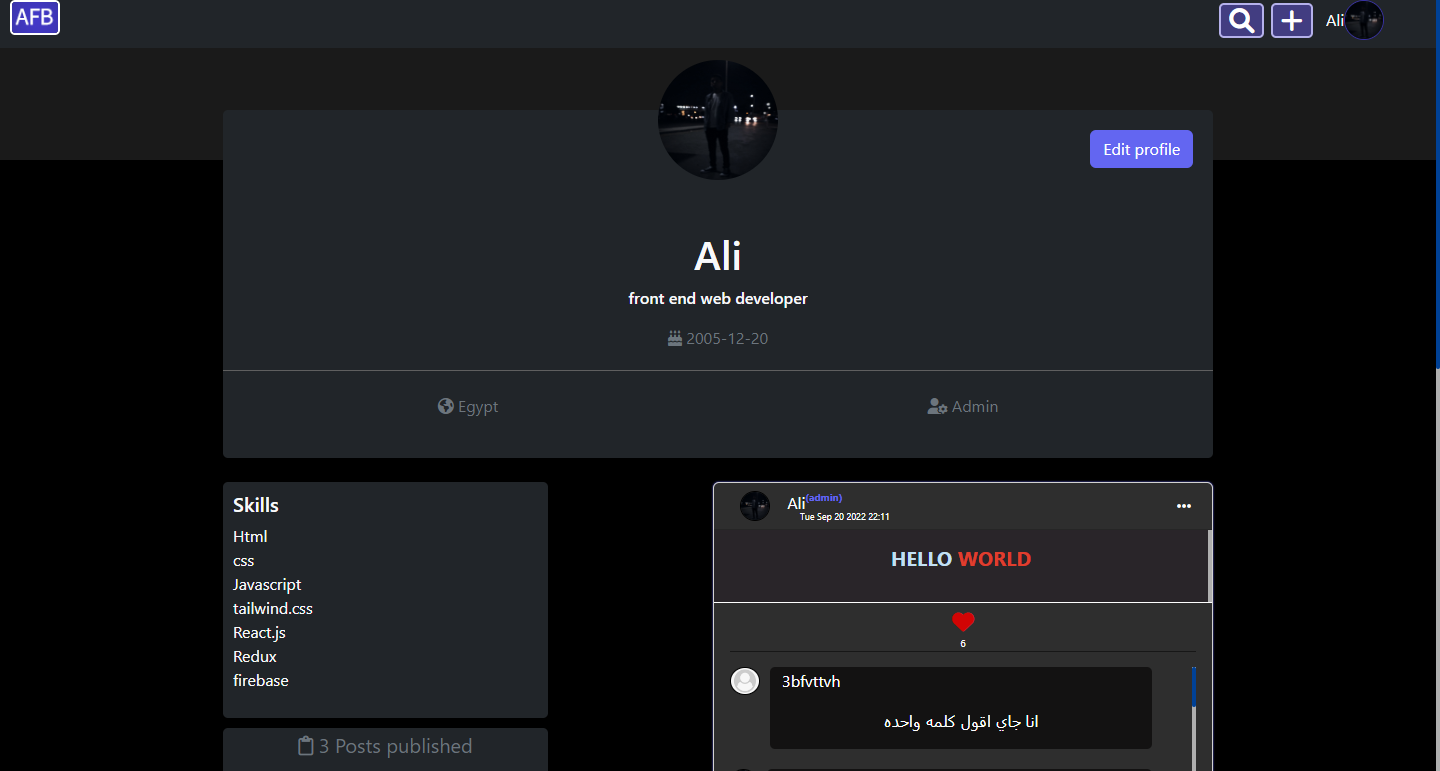 AFB
Ali
Edit profile
Ali
front end web developer
2005-12-20
Egypt
Admin
Skills
Html
css
Javascript
tailwind.css
React.js
Redux
firebase
3 Posts published
Ali(admin)
Tue Sep 20 2022 22:11
HELLO WORLD
6
3bfvttvh
انا جاي اقول كلمه واحده